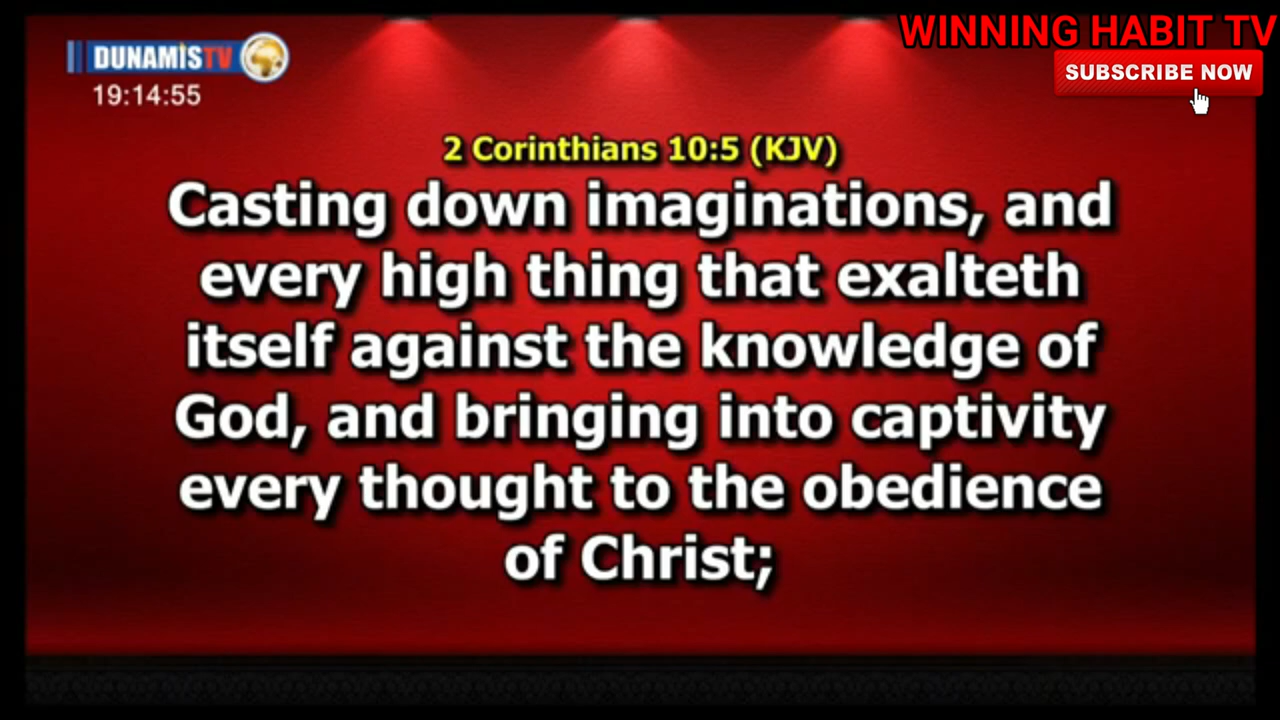 WINNING HABIT TV
DUNAMISTV
SUBSCRIBE NOW
19:14:55
2 Corinthians 10:5 (KJV)
Casting down imaginations, and
every high thing that exalteth
itself against the knowledge of
God, and bringing into captivity
every thought to the obedience
of Christ;